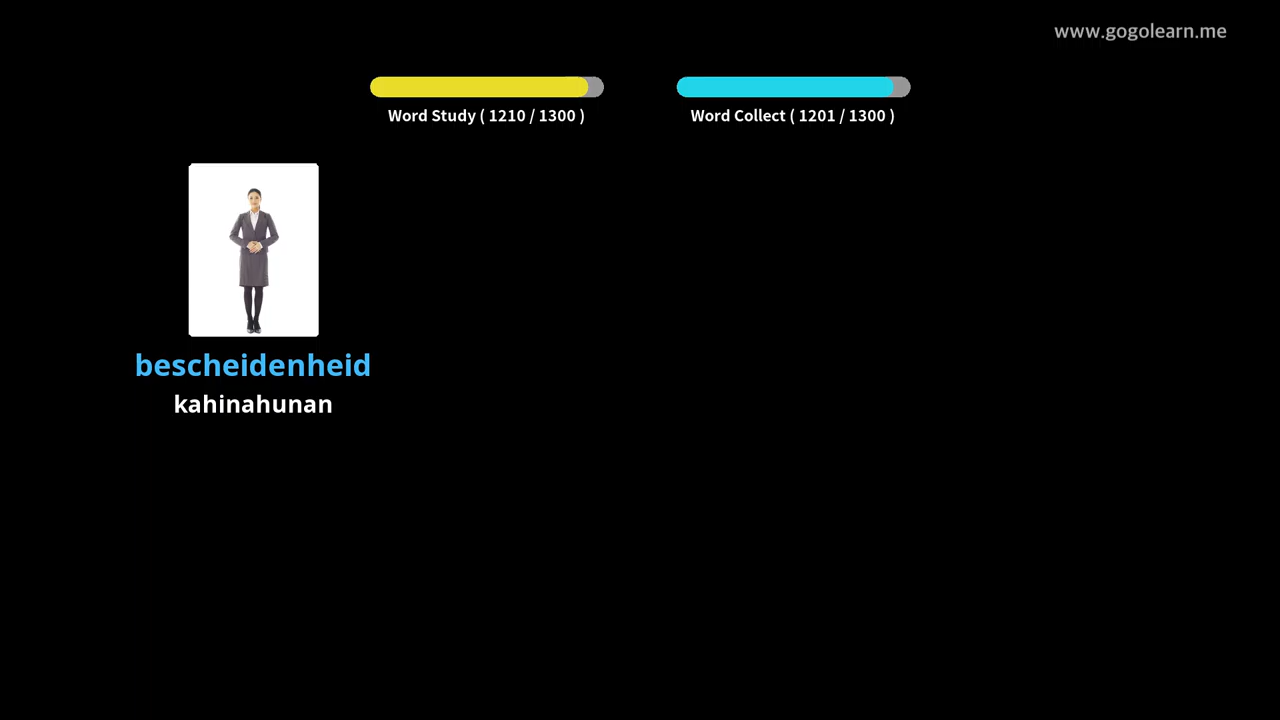 www.gogolearn.me
Word Study ( 1210 / 1300 )
Word Collect ( 1201 / 1300 )
bescheidenheid
kahinahunan